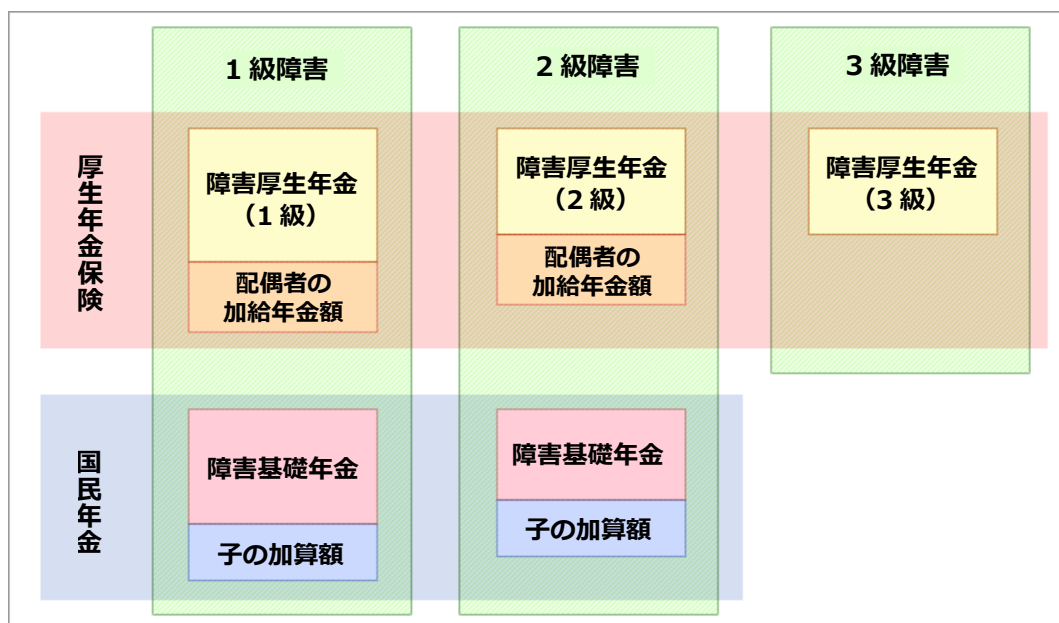 1級障害
2級障害
3級障害
厚生年金保険
障害厚生年金
（1級）
配偶者の
加給年金額
障害厚生年金
（2級）
配偶者の
加給年金額
障害厚生年金
（3級）
国民年金
障害基礎年金
子の加算額
障害基礎年金
子の加算額